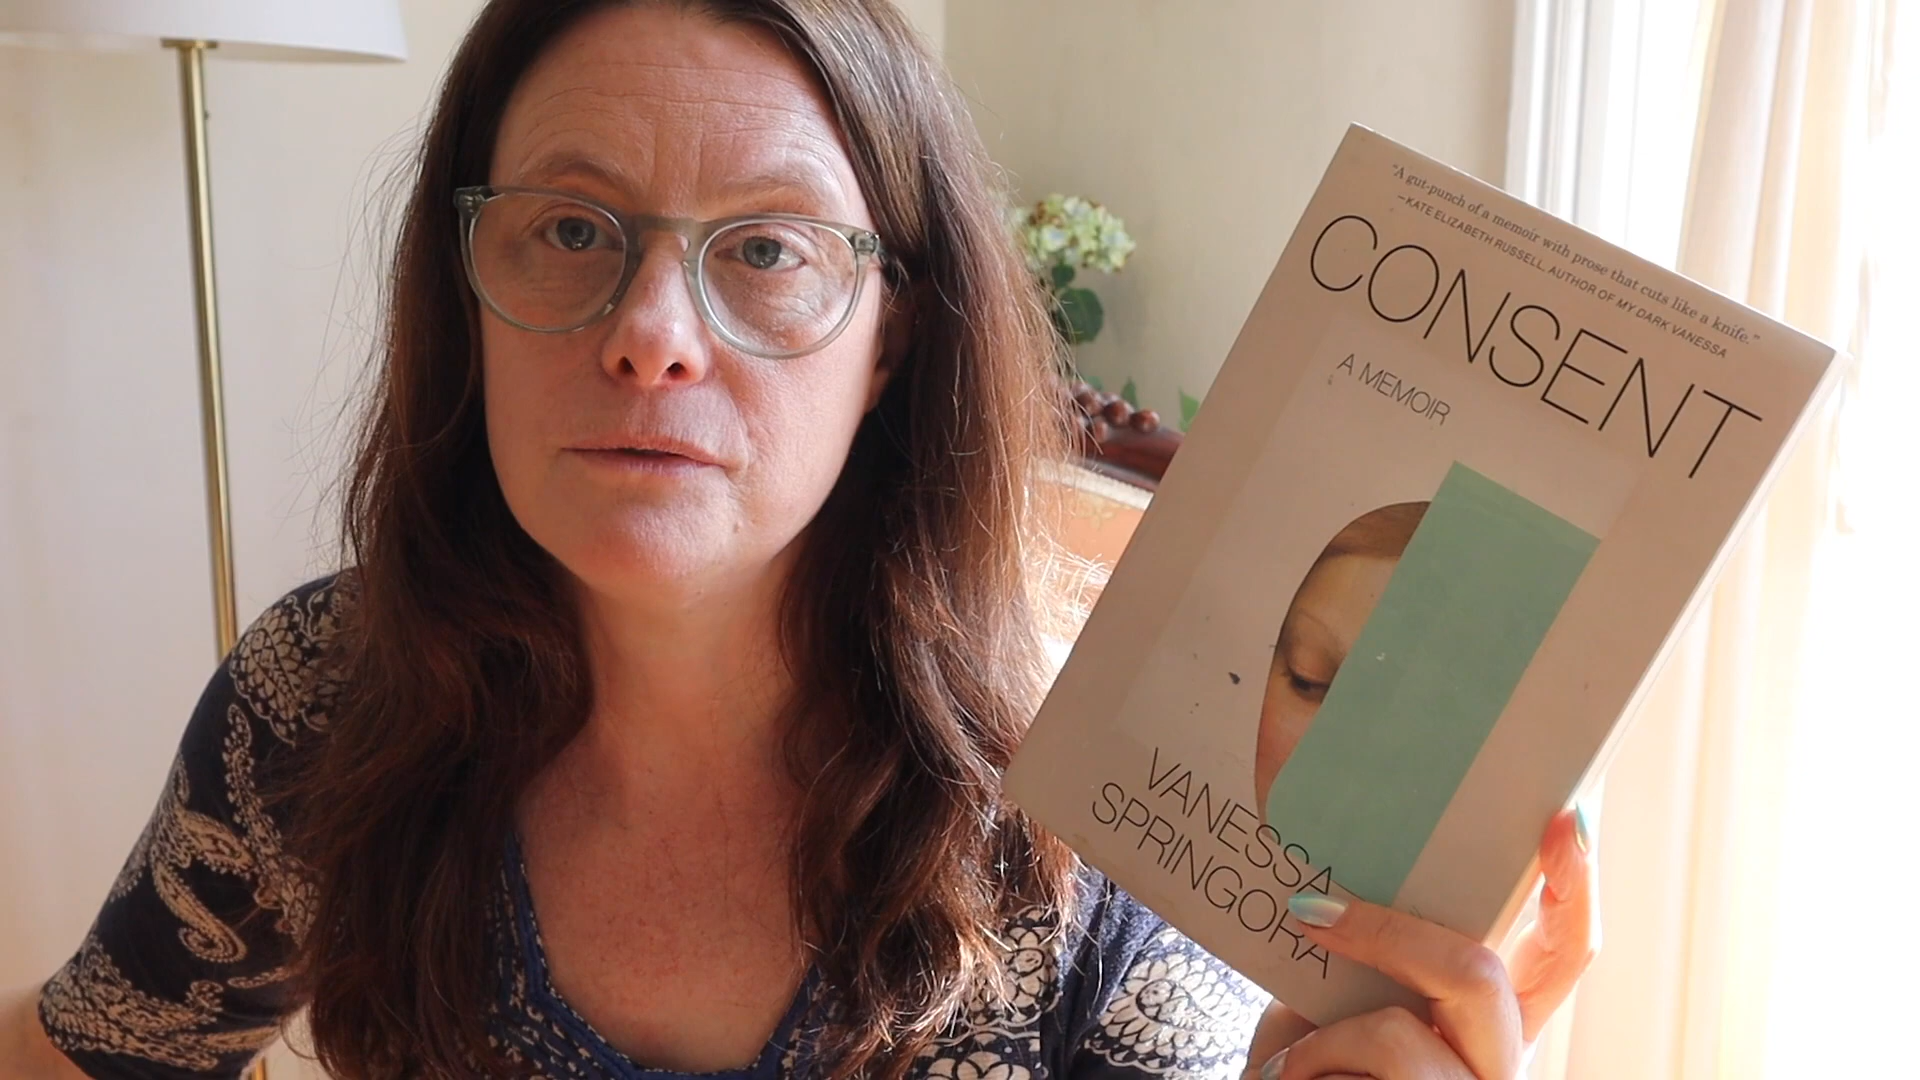 “A gut-punch of a memoir with prose that cuts like a knife.”
—KATE ELIZABETH RUSSELL, AUTHOR OF MY DARK VANESSA
CONSENT
A MEMOIR
VANESSA
SPRINGORA